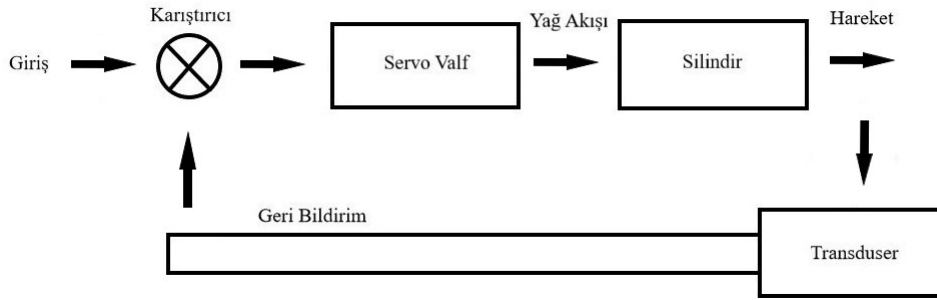 Karıştırıcı
Giriş
Servo Valf
Yağ Akışı
Silindir
Hareket
Geri Bildirim
Transduser